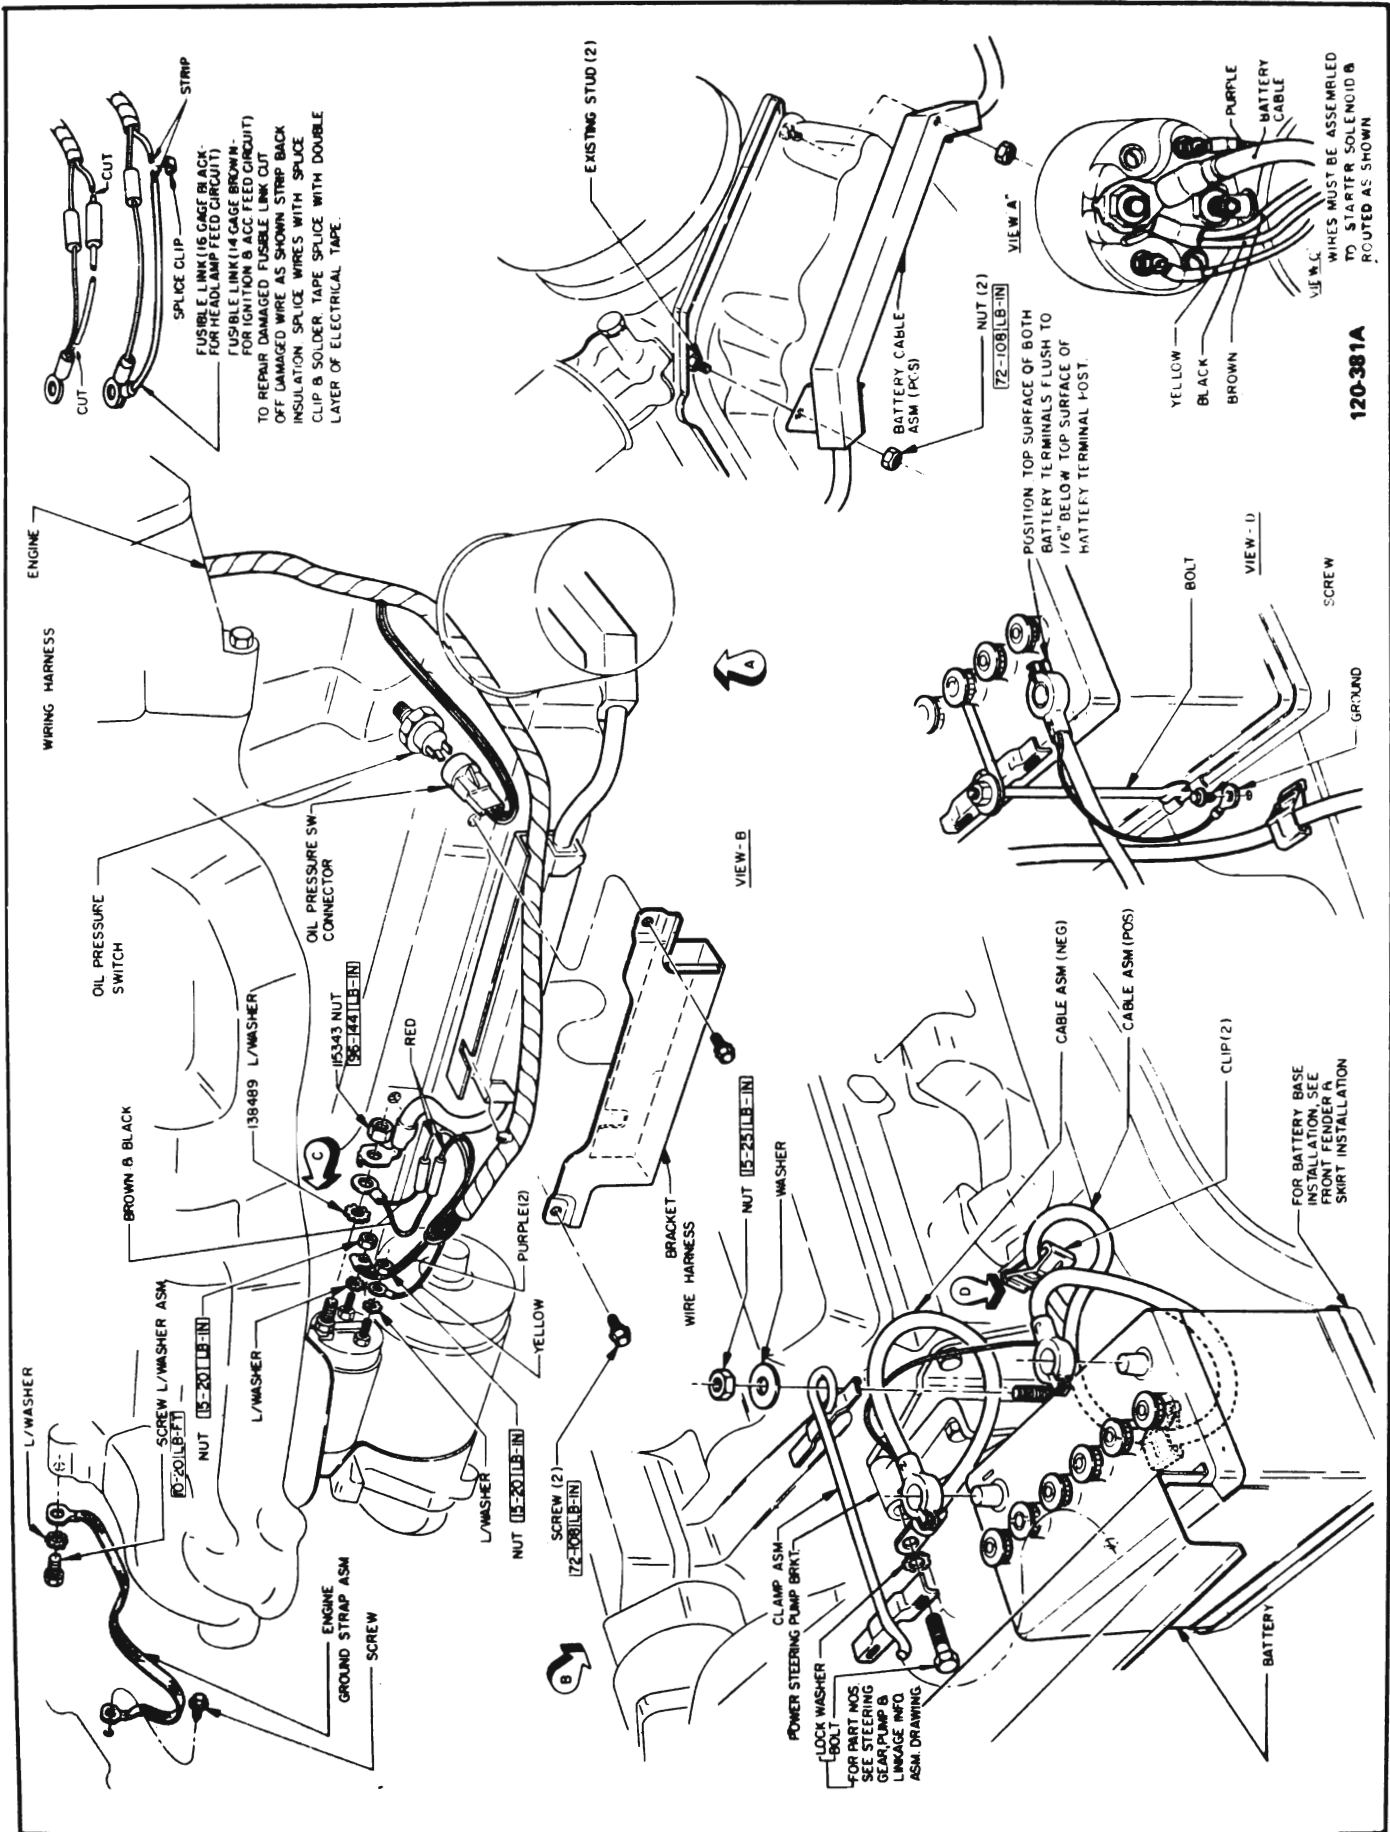 L/WASHER
SCREW L/WASHER ASM
10-20 LB-FT
NUT 15-20 LB-IN
L/WASHER
BROWN & BLACK
138489 L/WASHER
115343 NUT
96-144 LB-IN
RED
OIL PRESSURE
SWITCH
OIL PRESSURE SW-
CONNECTOR
WIRING HARNESS
ENGINE
CUT
CUT
STRIP
SPLICE CLIP
FUSIBLE LINK (16 GAGE BLACK-
FOR HEADLAMP FEED CIRCUIT)
FUSIBLE LINK (14 GAGE BROWN-
FOR IGNITION & ACC FEED CIRCUIT)
TO REPAIR DAMAGED FUSIBLE LINK CUT
OFF DAMAGED WIRE AS SHOWN STRIP BACK
INSULATION. SPLICE WIRES WITH SPLICE
CLIP & SOLDER. TAPE SPLICE WITH DOUBLE
LAYER OF ELECTRICAL TAPE.
ENGINE
GROUND STRAP ASM
SCREW
L/WASHER
NUT 15-20 LB-IN
YELLOW
PURPLE (2)
SCREW (2)
72-108 LB-IN
BRACKET
WIRE HARNESS
B
C
A
VIEW-B
EXISTING STUD (2)
BATTERY CABLE
ASM (POS)
NUT (2)
72-108 LB-IN
VIEW A"
CLAMP ASM
POWER STEERING PUMP BRKT.
LOCK WASHER
BOLT
FOR PART NOS.
SEE STEERING
GEAR, PUMP &
LINKAGE INFO.
ASM. DRAWING
NUT 15-25 LB-IN
WASHER
D
CABLE ASM (NEG)
CABLE ASM (POS)
CLIP (2)
FOR BATTERY BASE
INSTALLATION, SEE
FRONT FENDER &
SKIRT INSTALLATION
BATTERY
POSITION TOP SURFACE OF BOTH
BATTERY TERMINALS FLUSH TO
1/6" BELOW TOP SURFACE OF
BATTERY TERMINAL POST.
BOLT
VIEW-D
SCREW
GROUND
YELLOW
BLACK
BROWN
PURPLE
BATTERY
CABLE
VIEW C
WIRES MUST BE ASSEMBLED
TO STARTER SOLENOID &
ROUTED AS SHOWN
120-381A